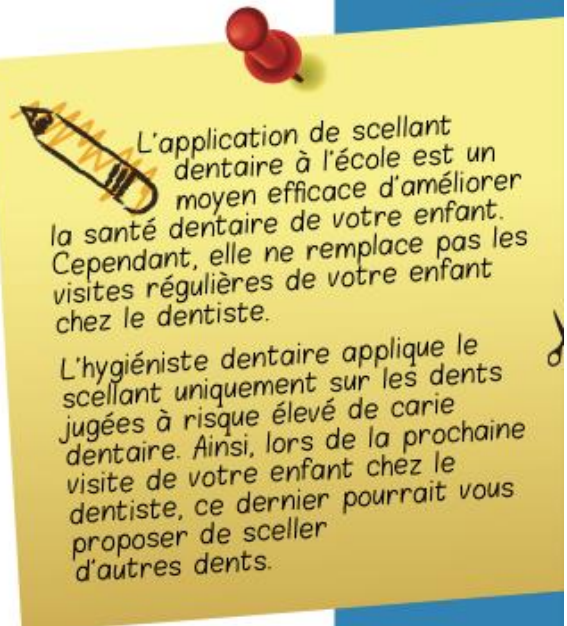 L'application de scellant
dentaire à l'école est un
moyen efficace d'améliorer
la santé dentaire de votre enfant.
Cependant, elle ne remplace pas les
visites régulières de votre enfant
chez le dentiste.
L'hygiéniste dentaire applique le
scellant uniquement sur les dents
jugées à risque élevé de carie
dentaire. Ainsi, lors de la prochaine
visite de votre enfant chez le
dentiste, ce dernier pourrait vous
proposer de sceller
d'autres dents.